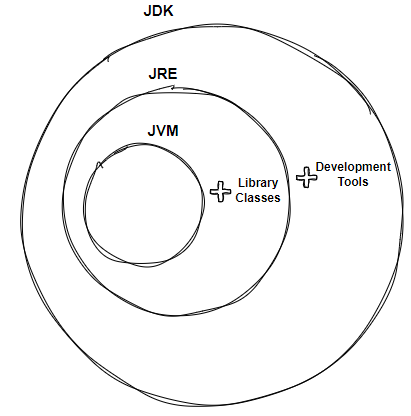 JDK
JRE
JVM
Library
Classes
Development
Tools